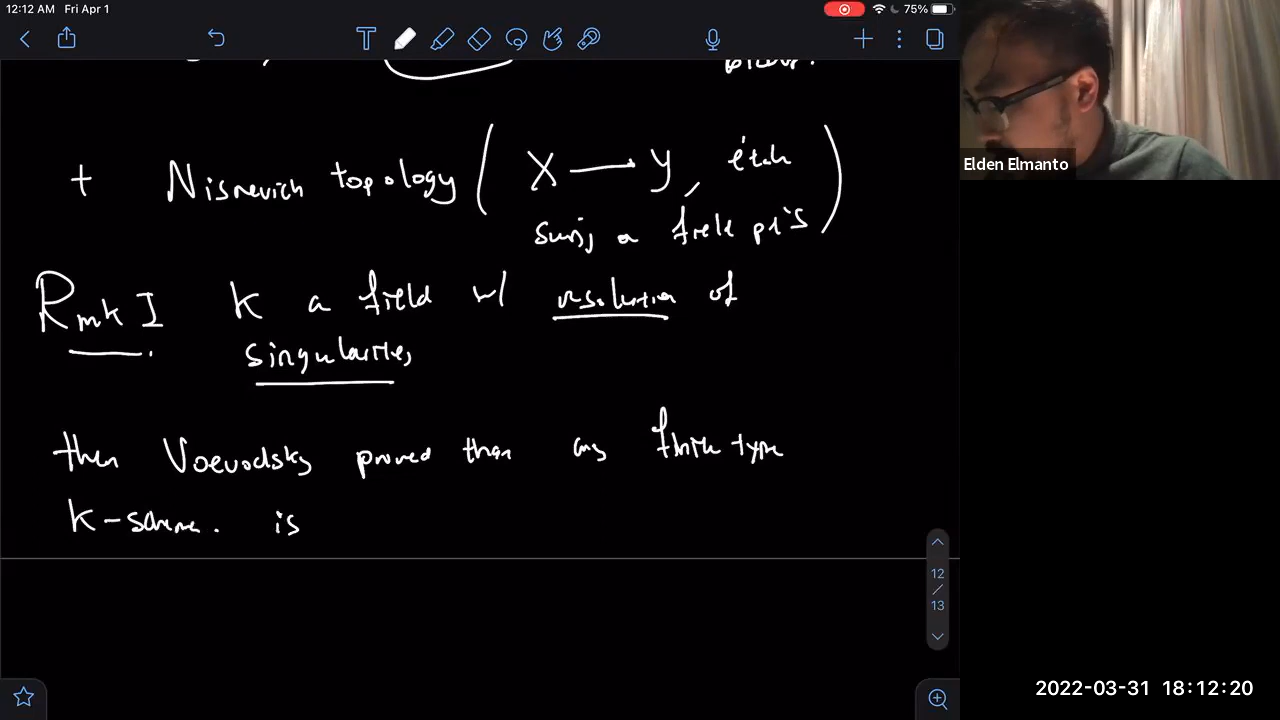 12:12 AM Fri Apr 1
75%
+ Nisnevich topology ( X → Y, étale
surj on field pts )
Rmk I k a field w/ resolution of
singularities
then Voevodsky proved than any finite type
k-scheme. is
12
/
13
Elden Elmanto
2022-03-31 18:12:20